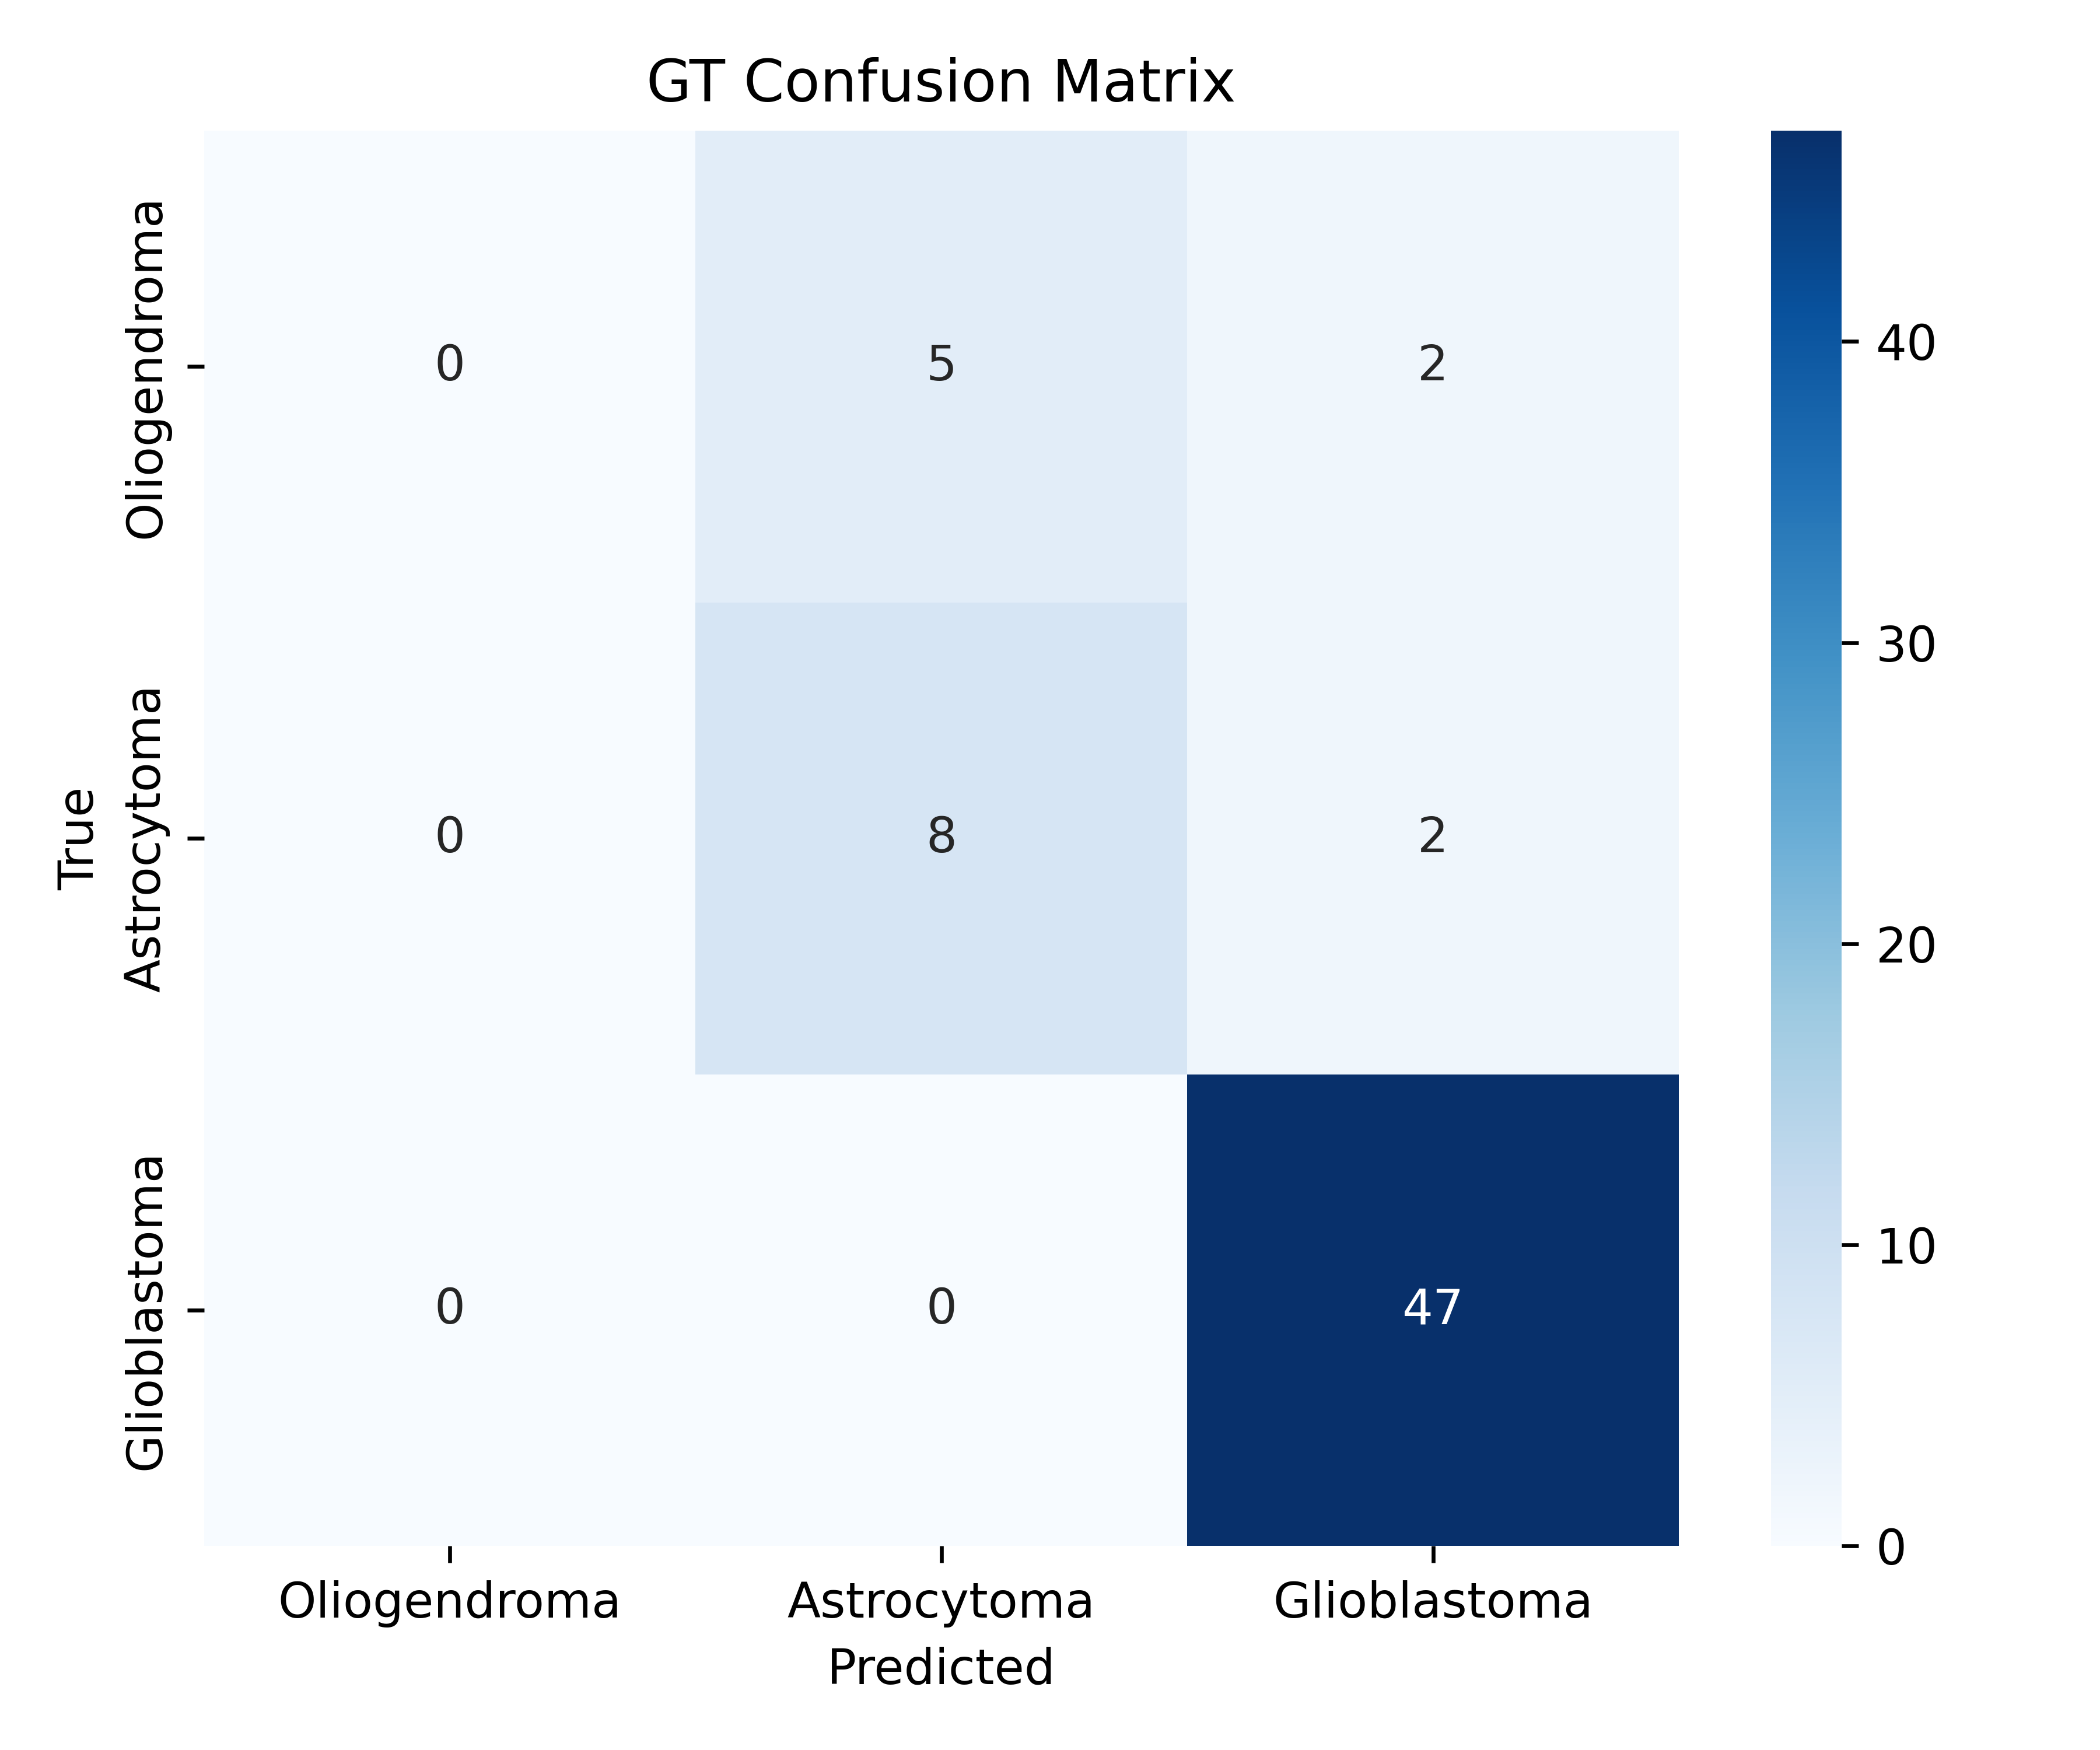 GT Confusion Matrix
True
Oliogendroma
0
5
2
Astrocytoma
0
8
2
Glioblastoma
0
0
47
Oliogendroma
Astrocytoma
Glioblastoma
Predicted
40
30
20
10
0